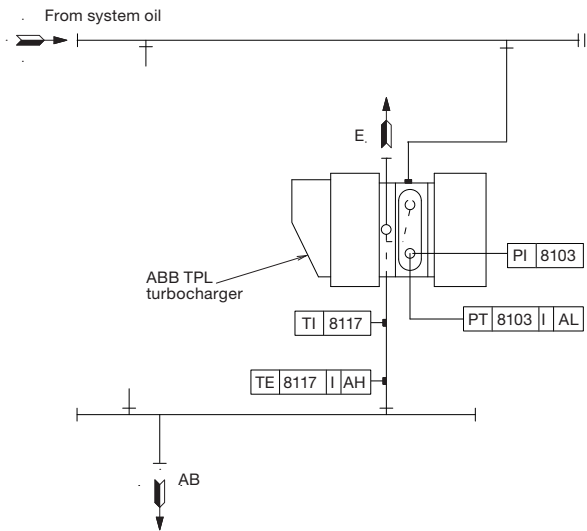 From system oil
E
PI 8103
ABB TPL
turbocharger
TI 8117
PT 8103 I AL
TE 8117 I AH
AB